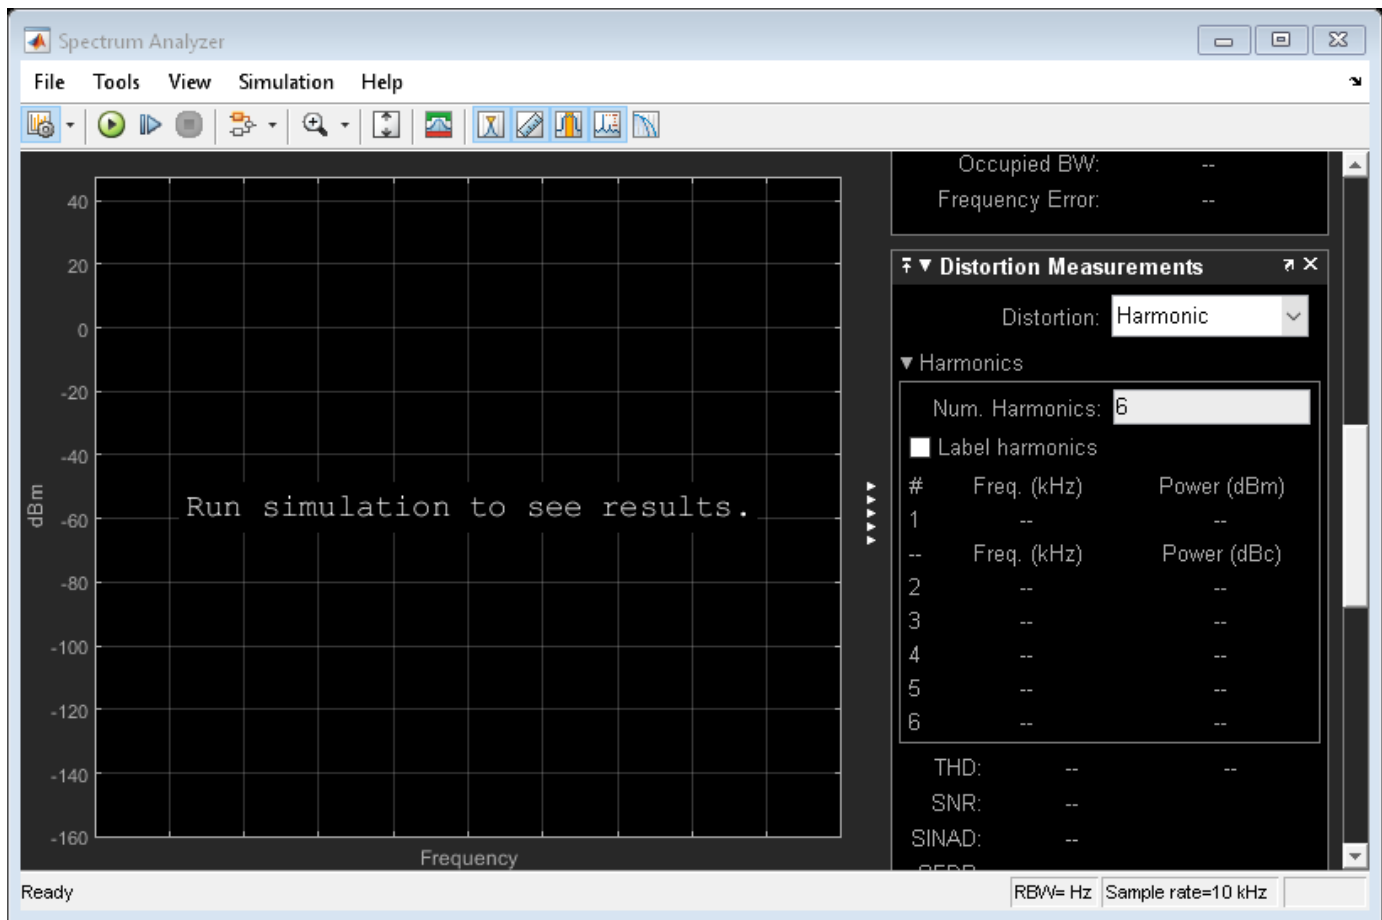 Spectrum Analyzer
File Tools View Simulation Help
40
20
0
-20
-40
-60
-80
-100
-120
-140
-160
dBm
Run simulation to see results.
Frequency
Occupied BW: --
Frequency Error: --
Distortion Measurements
Distortion: Harmonic
Harmonics
Num. Harmonics: 6
Label harmonics
# Freq. (kHz) Power (dBm)
1 -- --
-- Freq. (kHz) Power (dBc)
2 -- --
3 -- --
4 -- --
5 -- --
6 -- --
THD: -- --
SNR: --
SINAD: --
Ready
RBW= Hz Sample rate=10 kHz